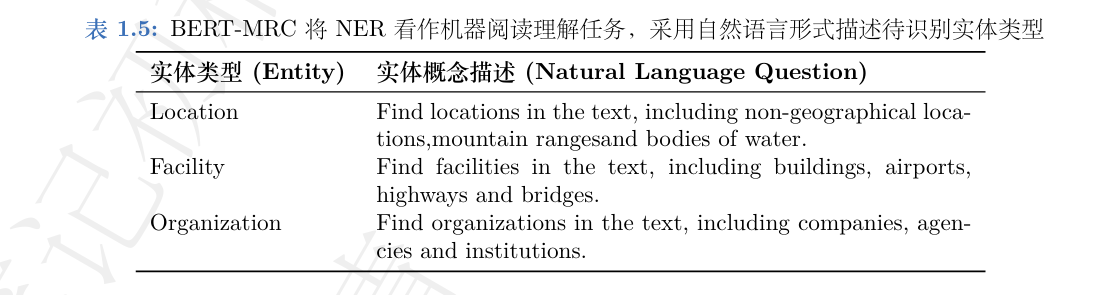 表 1.5: BERT-MRC 将 NER 看作机器阅读理解任务，采用自然语言形式描述待识别实体类型
实体类型 (Entity) 实体概念描述 (Natural Language Question)
Location Find locations in the text, including non-geographical loca-
tions,mountain rangesand bodies of water.
Facility Find facilities in the text, including buildings, airports,
highways and bridges.
Organization Find organizations in the text, including companies, agen-
cies and institutions.